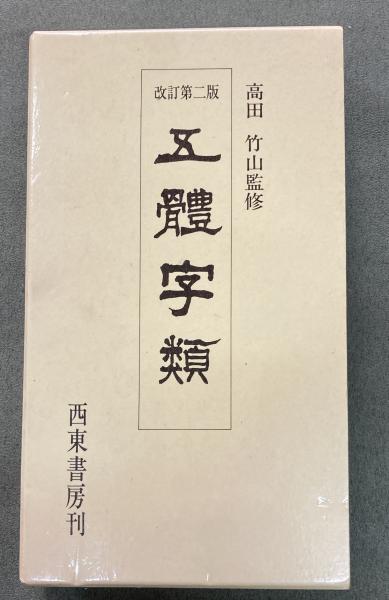 高田 竹山監修
改訂第二版
五體字類
西東書房刊